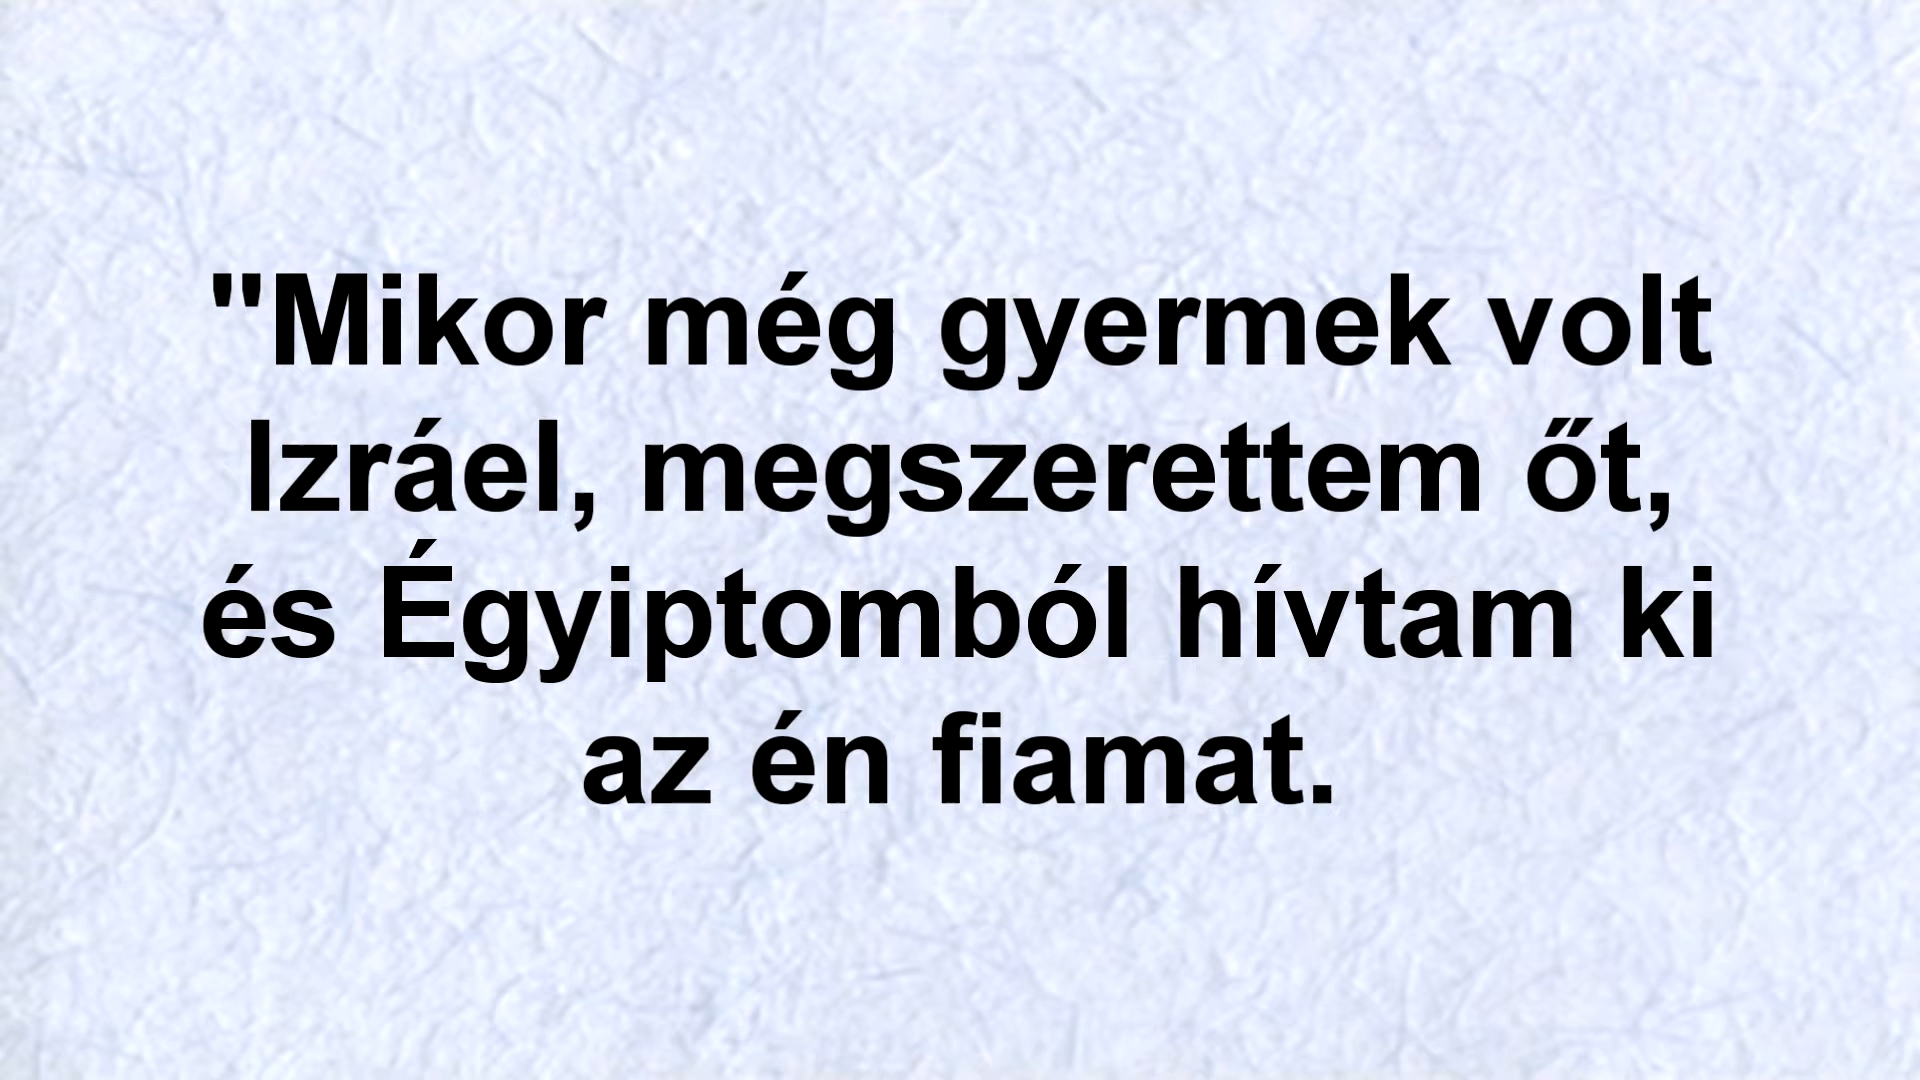 "Mikor még gyermek volt
Izráel, megszerettem őt,
és Égyiptomból hívtam ki
az én fiamat.